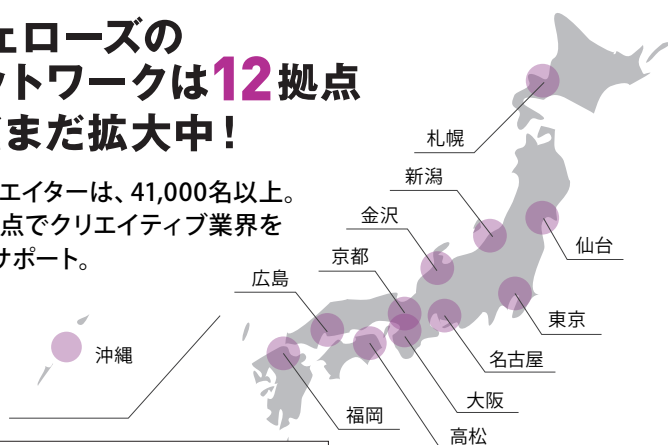 ェローズの
ットワークは12拠点
まだ拡大中！
エイターは、41,000名以上。
点でクリエイティブ業界を
サポート。
札幌
新潟
金沢
仙台
京都
広島
東京
沖縄
名古屋
大阪
福岡
高松